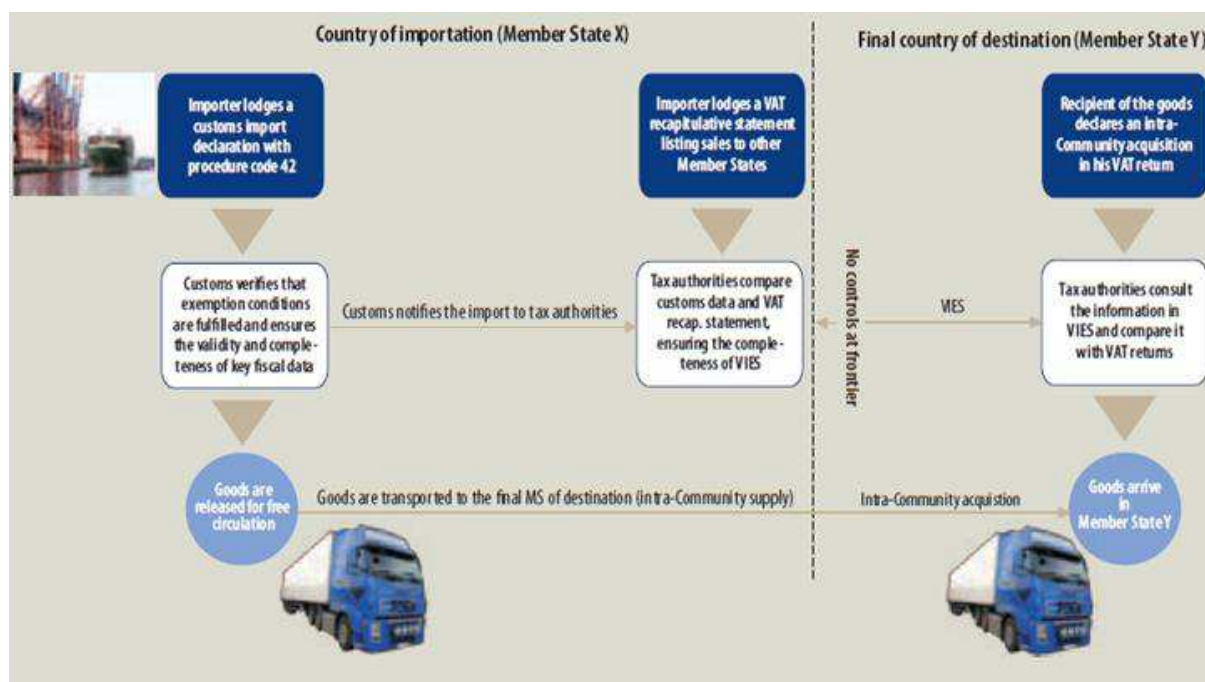 Country of importation (Member State X)
Final country of destination (Member State Y)
Importer lodges a
customs import
declaration with
procedure code 42
Importer lodges a VAT
recapitulative statement
listing sales to other
Member States
Recipient of the goods
declares an intra-
Community acquisition
in his VAT return
Customs verifies that
exemption conditions
are fulfilled and ensures
the validity and comple-
teness of key fiscal data
Customs notifies the import to tax authorities
Tax authorities compare
customs data and VAT
recap. statement,
ensuring the comple-
teness of VIES
No controls at frontier
VIES
Tax authorities consult
the information in
VIES and compare it
with VAT returns
Goods are
released for free
circulation
Goods are transported to the final MS of destination (intra-Community supply)
Intra-Community acquistion
Goods arrive
in
Member State Y